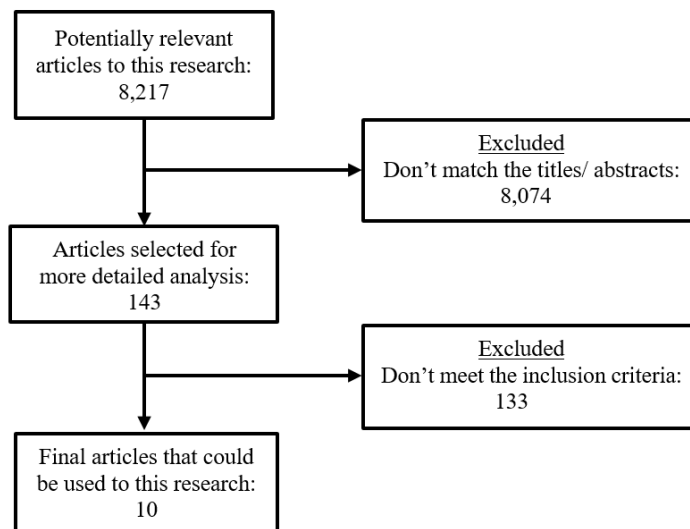 Potentially relevant
articles to this research:
8,217
Excluded
Don’t match the titles/ abstracts:
8,074
Articles selected for
more detailed analysis:
143
Excluded
Don’t meet the inclusion criteria:
133
Final articles that could
be used to this research:
10